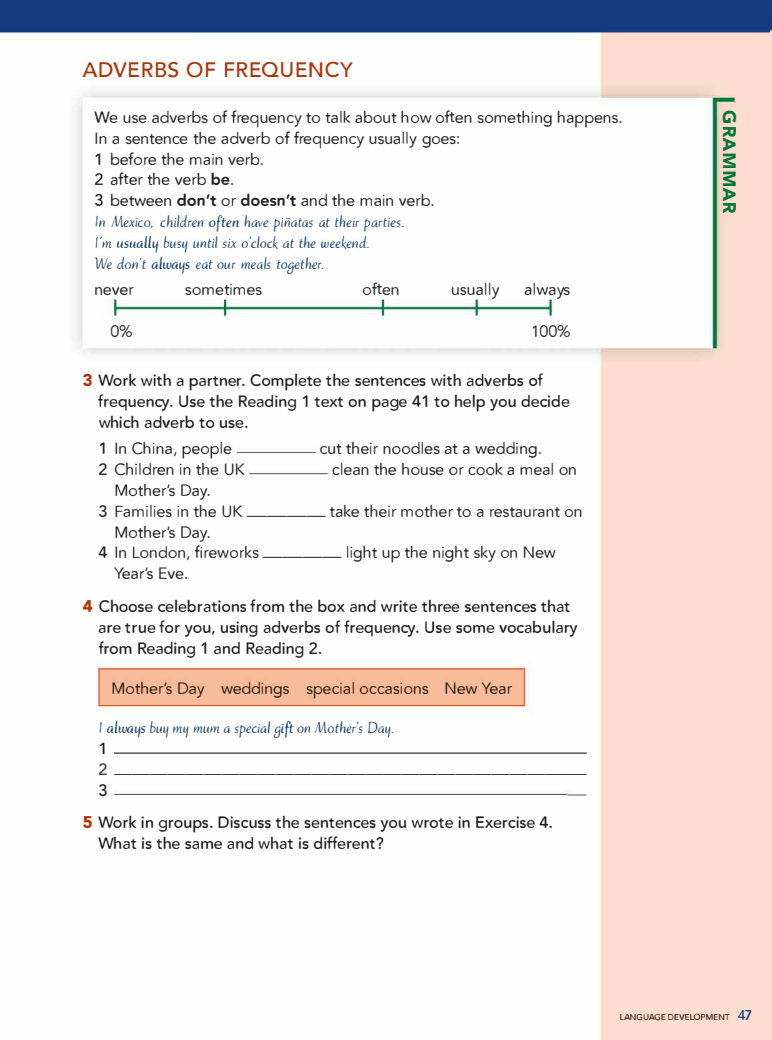 ADVERBS OF FREQUENCY
We use adverbs of frequency to talk about how often something happens.
In a sentence the adverb of frequency usually goes:
1 before the main verb.
2 after the verb be.
3 between don't or doesn't and the main verb.
In Mexico, children often have piñatas at their parties.
I'm usually busy until six o'clock at the weekend.
We don't always eat our meals together.
never sometimes often usually always
0% 100%
GRAMMAR
3 Work with a partner. Complete the sentences with adverbs of
frequency. Use the Reading 1 text on page 41 to help you decide
which adverb to use.
1 In China, people __________ cut their noodles at a wedding.
2 Children in the UK __________ clean the house or cook a meal on
Mother's Day.
3 Families in the UK __________ take their mother to a restaurant on
Mother's Day.
4 In London, fireworks __________ light up the night sky on New
Year's Eve.
4 Choose celebrations from the box and write three sentences that
are true for you, using adverbs of frequency. Use some vocabulary
from Reading 1 and Reading 2.
Mother's Day weddings special occasions New Year
I always buy my mum a special gift on Mother's Day.
1
2
3
5 Work in groups. Discuss the sentences you wrote in Exercise 4.
What is the same and what is different?
LANGUAGE DEVELOPMENT 47